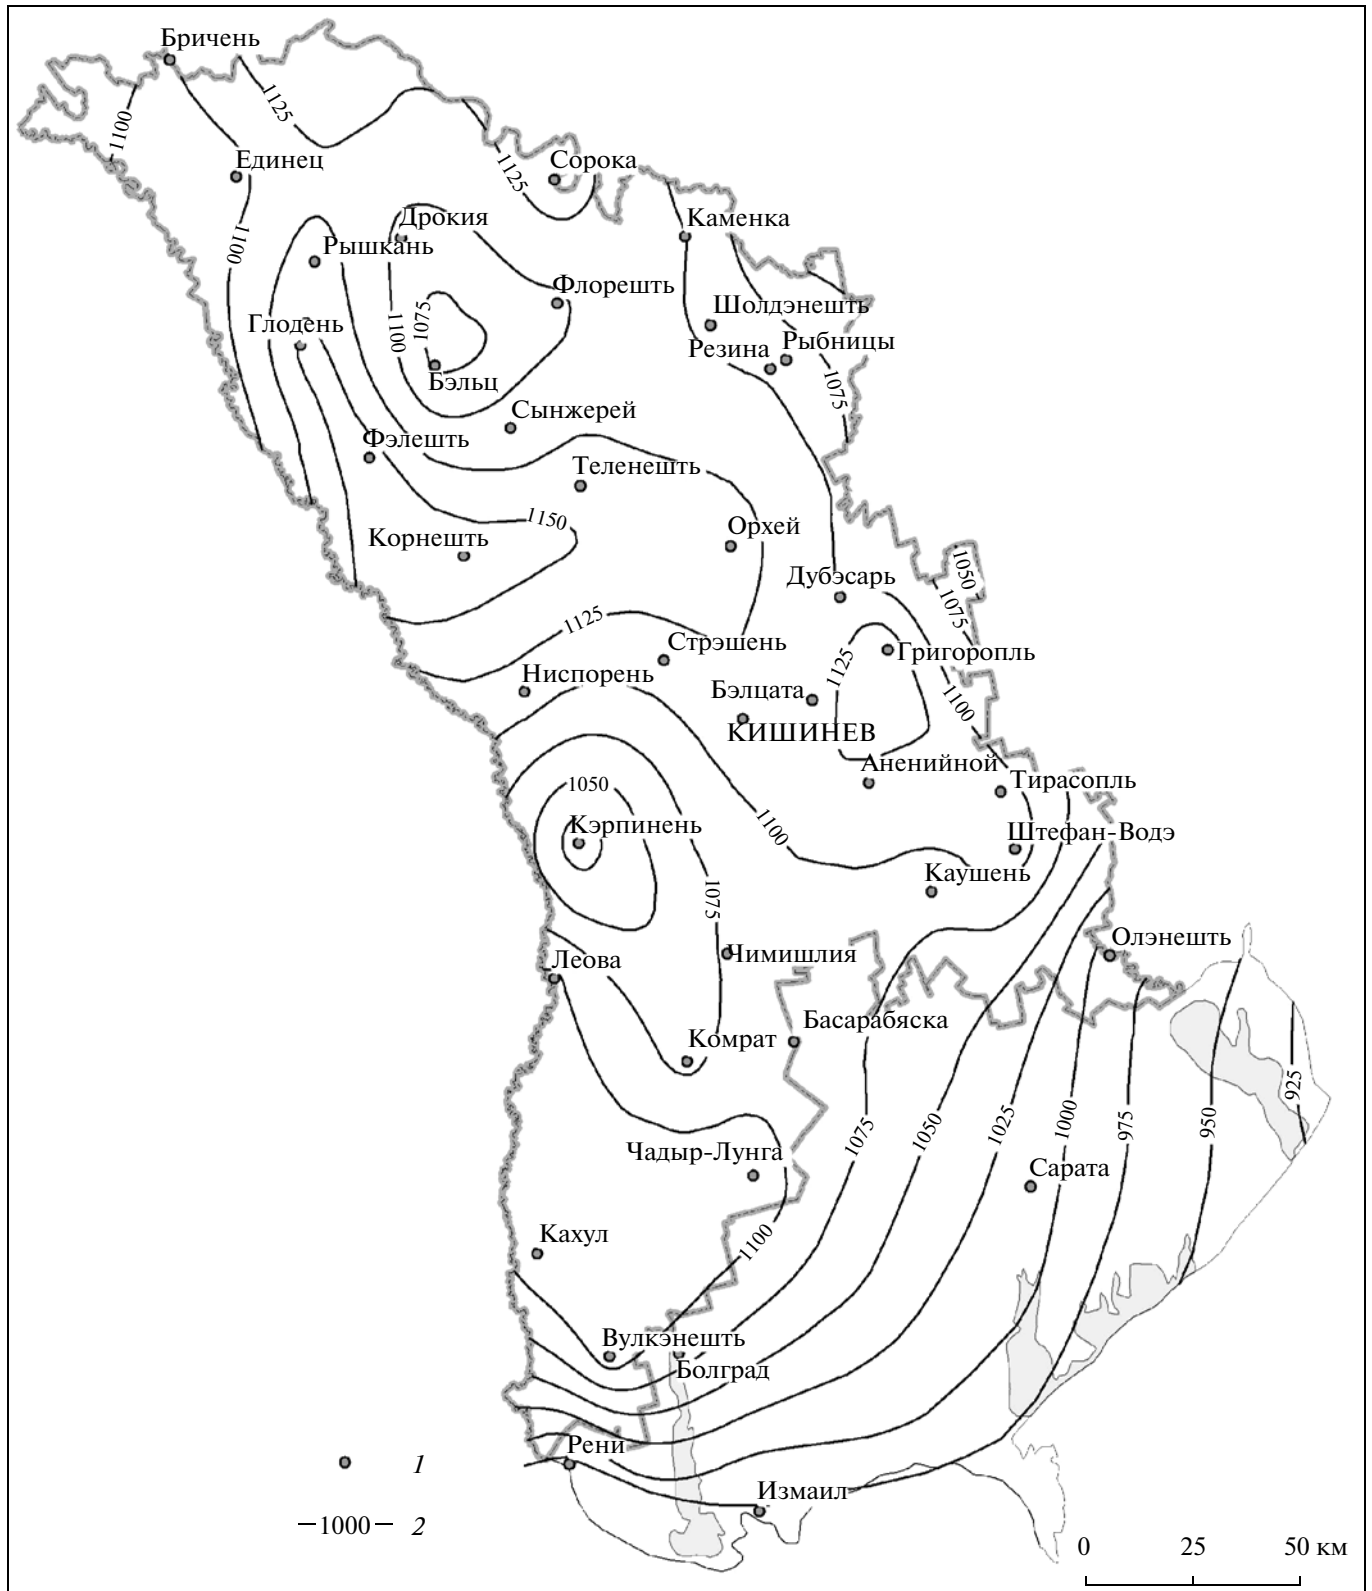 Бричень
1125
1100
Единец
Сорока
1125
Дрокия
Каменка
1100
Рышкань
Флорешть
Шолдэнешть
1075
Глодень
1100
Рыбницы
Резина
Бэльц
1075
Сынжерей
Фэлешть
Теленешть
1150
Орхей
Корнешть
1050
Дубэсарь
1075
1125
Стрэшень
Григорopль
1125
Ниспорень
Бэлцата
1100
КИШИНЕВ
Аненийной
Тирасопль
1050
Кэрпинень
1100
Штефан-Водэ
Каушень
1075
Олэнешть
Чимишлия
Леова
Басарабяска
Комрат
925
1075
1050
1025
1000
975
950
Чадыр-Лунга
Сарата
Кахул
1100
Вулкэнешть
Болград
Рени
1
Измаил
1000
2
0 25 50 км